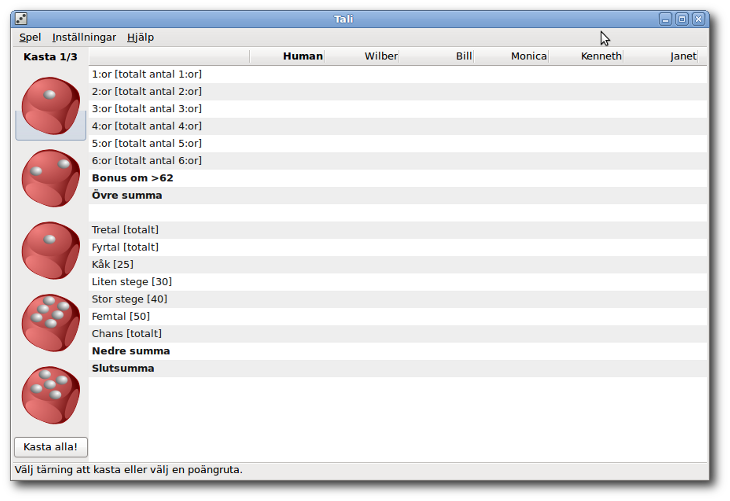 Tali
Spel Inställningar Hjälp
Kasta 1/3 Human Wilber Bill Monica Kenneth Janet
1:or [totalt antal 1:or]
2:or [totalt antal 2:or]
3:or [totalt antal 3:or]
4:or [totalt antal 4:or]
5:or [totalt antal 5:or]
6:or [totalt antal 6:or]
Bonus om >62
Övre summa
Tretal [totalt]
Fyrtal [totalt]
Kåk [25]
Liten stege [30]
Stor stege [40]
Femtal [50]
Chans [totalt]
Nedre summa
Slutsumma
Kasta alla!
Välj tärning att kasta eller välj en poängruta.